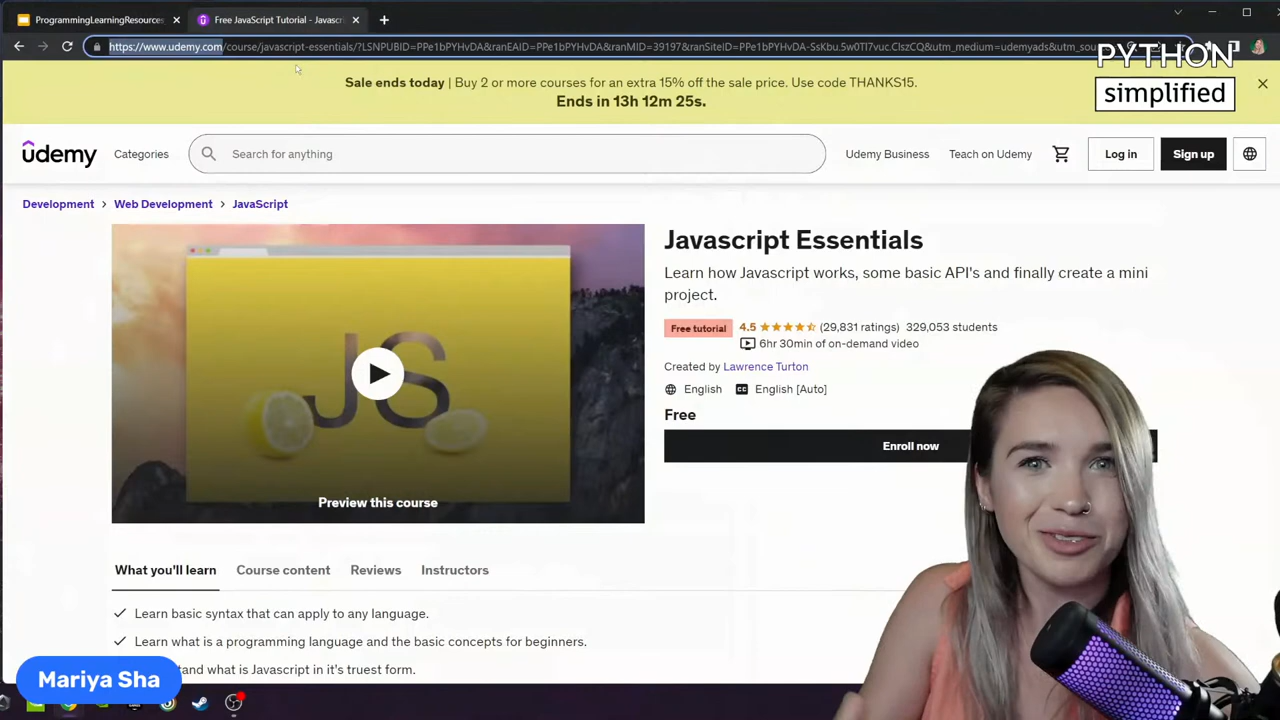 ProgrammingLearningResources
Free JavaScript Tutorial - Javasc
https://www.udemy.com/course/javascript-essentials/?LSNPUBID=PPe1bPYHvDA&ranEAID=PPe1bPYHvDA&ranMID=39197&ranSiteID=PPe1bPYHvDA-SsKbu.5w0Tl7vuc.ClszCQ&utm_medium=udemyads&utm_sou
PYTHON
simplified
Sale ends today | Buy 2 or more courses for an extra 15% off the sale price. Use code THANKS15.
Ends in 13h 12m 25s.
udemy
Categories
Search for anything
Udemy Business
Teach on Udemy
Log in
Sign up
Development > Web Development > JavaScript
JS
Preview this course
Javascript Essentials
Learn how Javascript works, some basic API's and finally create a mini
project.
Free tutorial 4.5 (29,831 ratings) 329,053 students
6hr 30min of on-demand video
Created by Lawrence Turton
English CC English [Auto]
Free
Enroll now
What you'll learn
Course content
Reviews
Instructors
Learn basic syntax that can apply to any language.
Learn what is a programming language and the basic concepts for beginners.
what is Javascript in it's truest form.
Mariya Sha